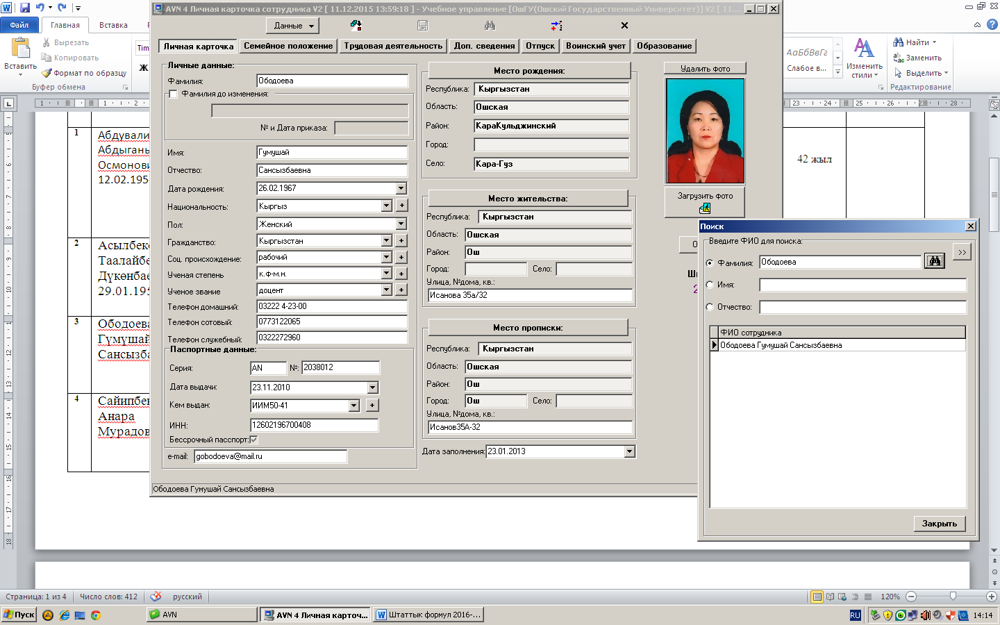 AVN 4 Личная карточка сотрудника V2 [ 11.12.2015 13:59:18 ] - Учебное управление [ОшГУ(Ошский Государственный Университет)] V2 [ 11....
Файл
Главная
Вставка
Вставить
Вырезать
Копировать
Формат по образцу
Буфер обмена
Tim
Ж
Данные
Личная карточка
Семейное положение
Трудовая деятельность
Доп. сведения
Отпуск
Воинский учет
Образование
АаБбВвГг
Слабое в...
Изменить
стили
Найти
Заменить
Выделить
Редактирование
1
Абдували
Абдыганы
Осмонови
12.02.195
42 жыл
2
Асылбеко
Таалайбе
Дүкөнбае
29.01.195
3
Ободоева
Гүмүшай
Сансызба
4
Сайипбек
Анара
Мурадов
Личные данные:
Фамилия:
Ободоева
Фамилия до изменения:
№ и Дата приказа:
Имя:
Гумушай
Отчество:
Сансызбаевна
Дата рождения:
26.02.1967
Национальность:
Кыргыз
+
Пол:
Женский
Гражданство:
Кыргызстан
+
Соц. происхождение:
рабочий
+
Ученая степень
к.ф-м.н.
+
Ученое звание
доцент
+
Телефон домашний:
03222 4-23-00
Телефон сотовый:
0773122065
Телефон служебный:
0322272960
Паспортные данные:
Серия:
AN
№:
2038012
Дата выдачи:
23.11.2010
Кем выдан:
ИИМ50-41
+
ИНН:
12602196700408
Бессрочный пасспорт:
e-mail:
gobodoeva@mail.ru
Место рождения:
Республика:
Кыргызстан
Область:
Ошская
Район:
КараКульджинский
Город:
Село:
Кара-Гуз
Место жительства:
Республика:
Кыргызстан
Область:
Ошская
Район:
Ош
Город:
Село:
Улица, №дома, кв.:
Исанова 35а/32
Место прописки:
Республика:
Кыргызстан
Область:
Ошская
Район:
Ош
Город:
Ош
Село:
Улица, №дома, кв.:
Исанов35А-32
Дата заполнения:
23.01.2013
Удалить фото
Загрузить фото
Ободоева Гумушай Сансызбаевна
Поиск
Введите ФИО для поиска:
>>
Фамилия:
Ободоева
Имя:
Отчество:
ФИО сотрудника
Ободоева Гумушай Сансызбаевна
Закрыть
Страница: 1 из 4
Число слов: 412
русский
120%
Пуск
AVN
AVN 4 Личная карточ...
Штаттык формул 2016-...
RU
14:14